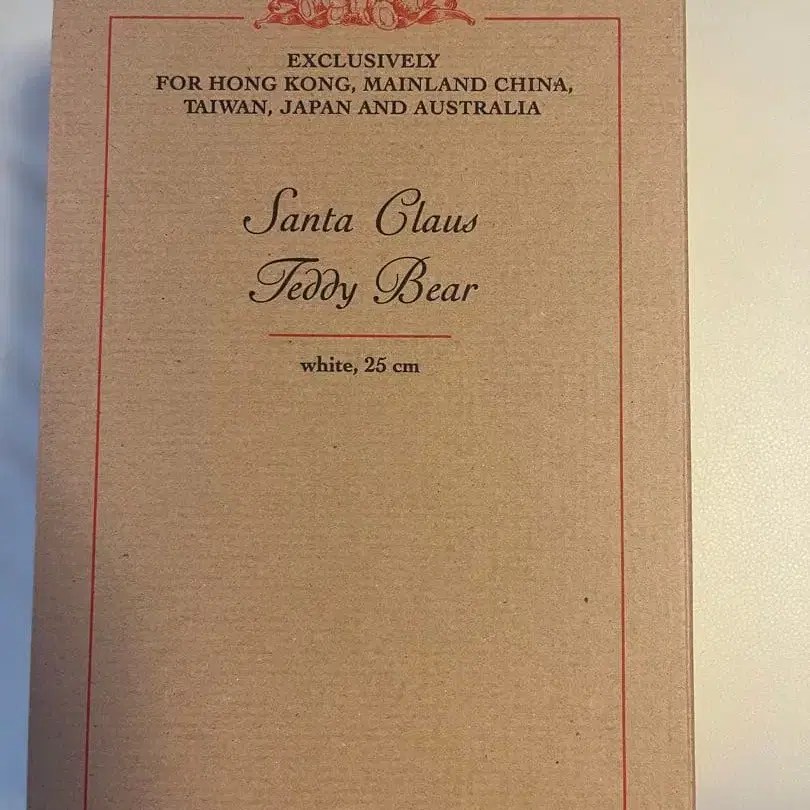 EXCLUSIVELY
FOR HONG KONG, MAINLAND CHINA,
TAIWAN, JAPAN AND AUSTRALIA
Santa Claus
Teddy Bear
white, 25 cm